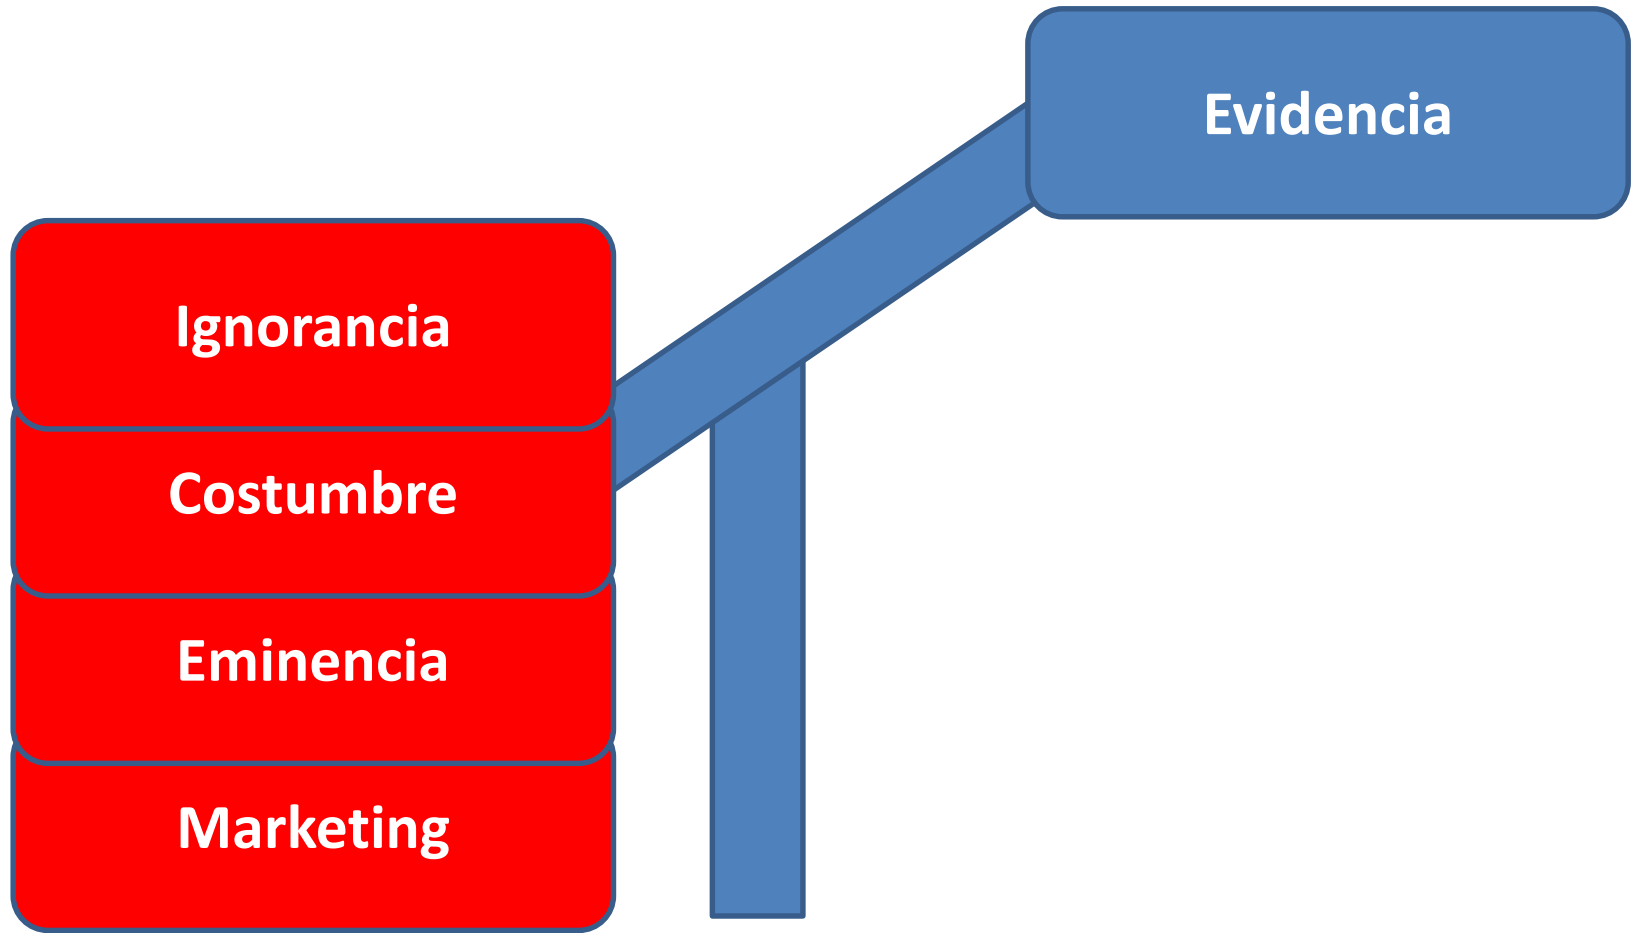 Evidencia
Ignorancia
Costumbre
Eminencia
Marketing